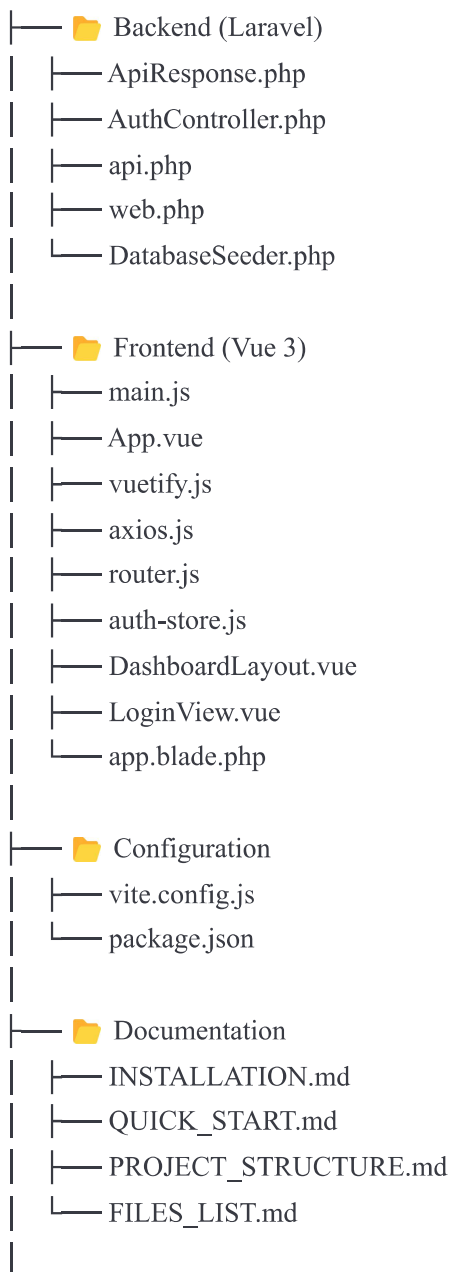 Backend (Laravel)
ApiResponse.php
AuthController.php
api.php
web.php
DatabaseSeeder.php
Frontend (Vue 3)
main.js
App.vue
vuetify.js
axios.js
router.js
auth-store.js
DashboardLayout.vue
LoginView.vue
app.blade.php
Configuration
vite.config.js
package.json
Documentation
INSTALLATION.md
QUICK_START.md
PROJECT_STRUCTURE.md
FILES_LIST.md